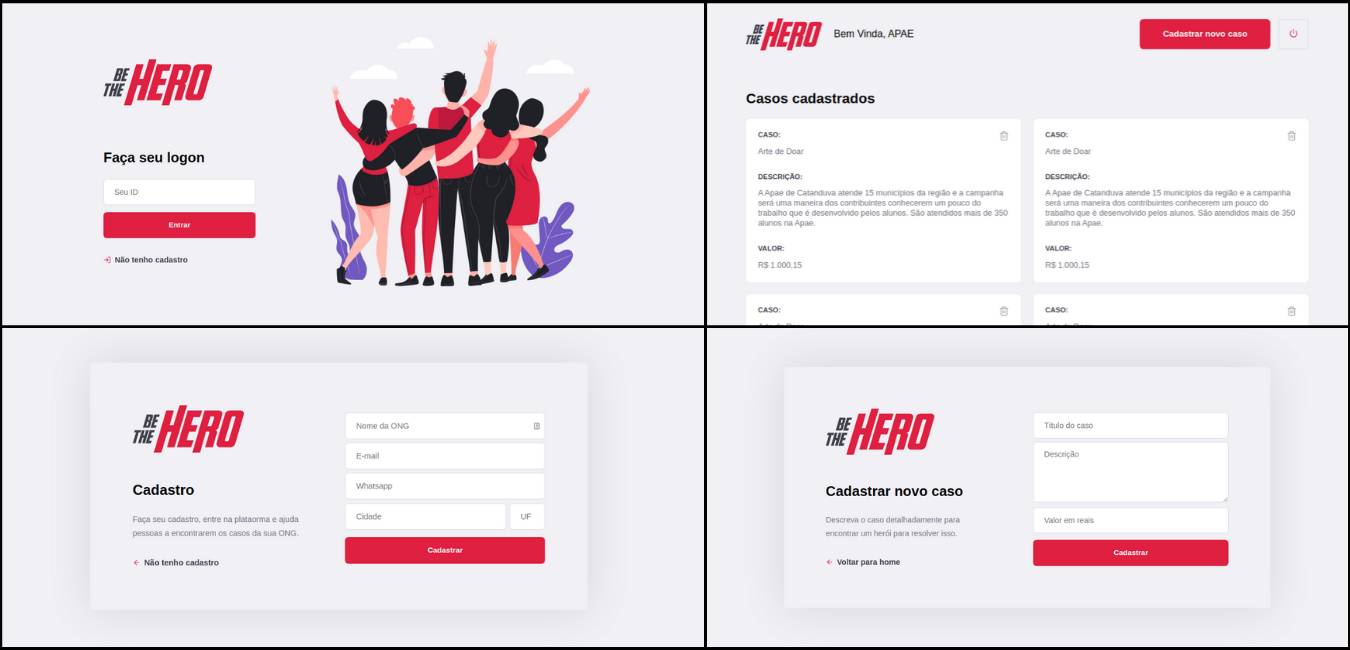 BE THE HERO
Faça seu logon
Seu ID
Entrar
Não tenho cadastro
BE THE HERO
Bem Vinda, APAE
Cadastrar novo caso
Casos cadastrados
CASO:
Arte de Doar
DESCRIÇÃO:
A Apae de Catanduva atende 15 municípios da região e a campanha
será uma maneira dos contribuintes conhecerem um pouco do
trabalho que é desenvolvido pelos alunos. São atendidos mais de 350
alunos na Apae.
VALOR:
R$ 1.000,15
CASO:
Arte de Doar
DESCRIÇÃO:
A Apae de Catanduva atende 15 municípios da região e a campanha
será uma maneira dos contribuintes conhecerem um pouco do
trabalho que é desenvolvido pelos alunos. São atendidos mais de 350
alunos na Apae.
VALOR:
R$ 1.000,15
CASO:
CASO:
BE THE HERO
Cadastro
Faça seu cadastro, entre na plataorma e ajuda
pessoas a encontrarem os casos da sua ONG.
Não tenho cadastro
Nome da ONG
E-mail
Whatsapp
Cidade
UF
Cadastrar
BE THE HERO
Cadastrar novo caso
Descreva o caso detalhadamente para
encontrar um herói para resolver isso.
Voltar para home
Título do caso
Descrição
Valor em reais
Cadastrar